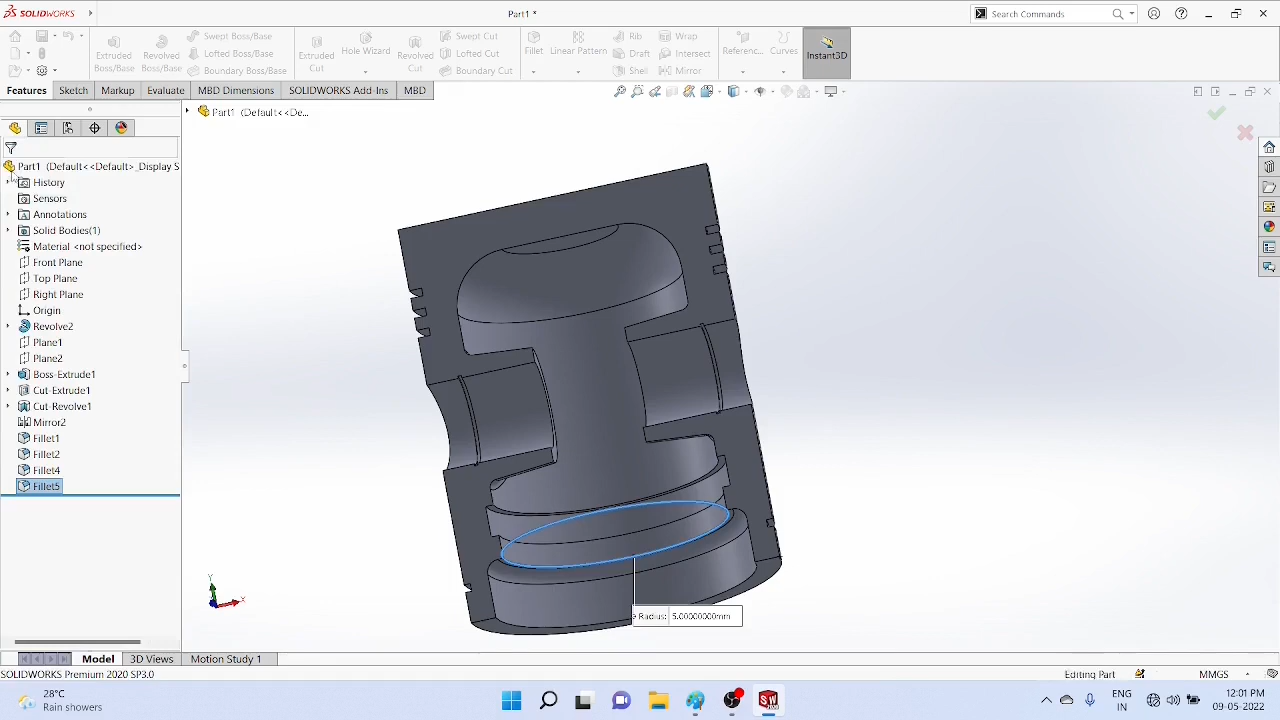 SOLIDWORKS
Part1 *
Search Commands
Extruded Boss/Base
Revolved Boss/Base
Swept Boss/Base
Lofted Boss/Base
Boundary Boss/Base
Extruded Cut
Hole Wizard
Revolved Cut
Swept Cut
Lofted Cut
Boundary Cut
Fillet
Linear Pattern
Rib
Draft
Shell
Wrap
Intersect
Mirror
Referenc...
Curves
Instant3D
Features
Sketch
Markup
Evaluate
MBD Dimensions
SOLIDWORKS Add-Ins
MBD
Part1 (Default<<De...
Part1 (Default<<Default>_Display S
History
Sensors
Annotations
Solid Bodies(1)
Material <not specified>
Front Plane
Top Plane
Right Plane
Origin
Revolve2
Plane1
Plane2
Boss-Extrude1
Cut-Extrude1
Cut-Revolve1
Mirror2
Fillet1
Fillet2
Fillet4
Fillet5
Y
X
Radius: 5.00000000mm
Model
3D Views
Motion Study 1
SOLIDWORKS Premium 2020 SP3.0
Editing Part
MMGS
28°C
Rain showers
ENG
IN
12:01 PM
09-05-2022